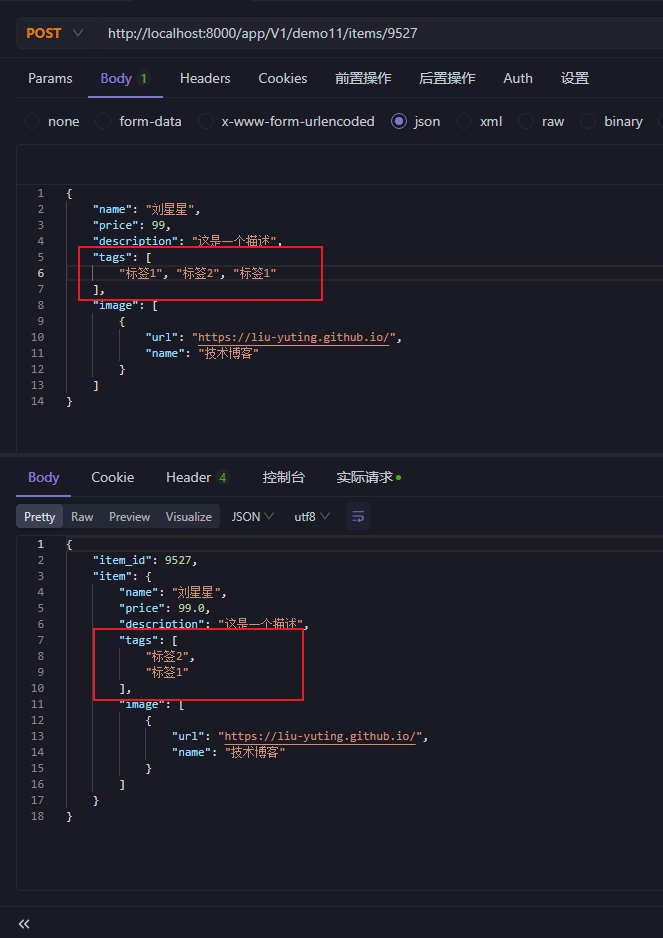 POST http://localhost:8000/app/V1/demo11/items/9527
Params Body 1 Headers Cookies 前置操作 后置操作 Auth 设置
none form-data x-www-form-urlencoded json xml raw binary
1 {
2 "name": "刘星星",
3 "price": 99,
4 "description": "这是一个描述",
5 "tags": [
6 "标签1", "标签2", "标签1"
7 ],
8 "image": [
9 {
10 "url": "https://liu-yuting.github.io/",
11 "name": "技术博客"
12 }
13 ]
14 }
Body Cookie Header 4 控制台 实际请求
Pretty Raw Preview Visualize JSON utf8
1 {
2 "item_id": 9527,
3 "item": {
4 "name": "刘星星",
5 "price": 99.0,
6 "description": "这是一个描述",
7 "tags": [
8 "标签2",
9 "标签1"
10 ],
11 "image": [
12 {
13 "url": "https://liu-yuting.github.io/",
14 "name": "技术博客"
15 }
16 ]
17 }
18 }